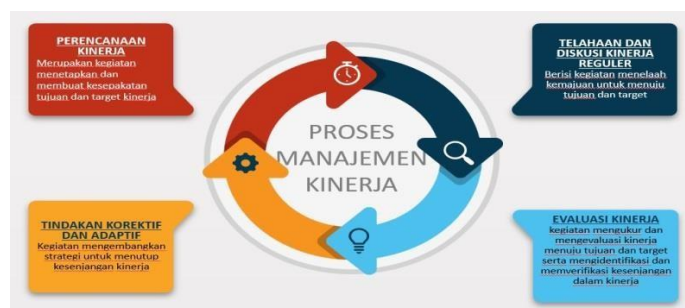 PERENCANAAN
KINERJA
Merupakan kegiatan
menetapkan dan
membuat kesepakatan
tujuan dan target kinerja
TELAHAAN DAN
DISKUSI KINERJA
REGULER
Berisi kegiatan menelaah
kemajuan untuk menuju
tujuan dan target
PROSES
MANAJEMEN
KINERJA
TINDAKAN KOREKTIF
DAN ADAPTIF
Kegiatan mengembangkan
strategi untuk menutup
kesenjangan kinerja
EVALUASI KINERJA
kegiatan mengukur dan
mengevaluasi kinerja
menuju tujuan dan target
serta mengidentifikasi dan
memverifikasi kesenjangan
dalam kinerja